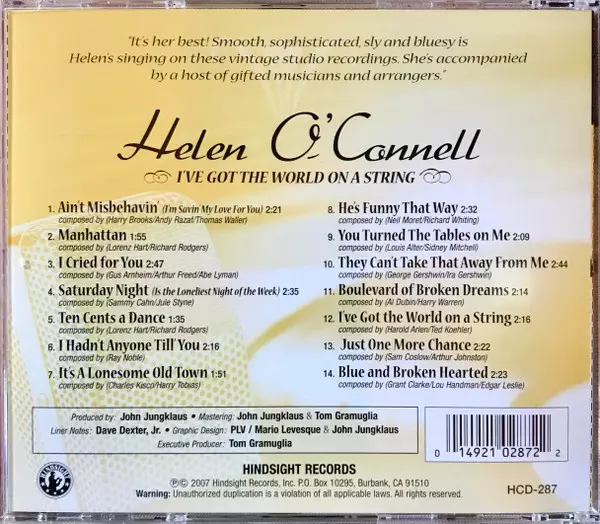 "It's her best! Smooth, sophisticated, sly and bluesy is
Helen's singing on these vintage studio recordings. She's accompanied
by a host of gifted musicians and arrangers."
Helen O'Connell
I'VE GOT THE WORLD ON A STRING
1. Ain't Misbehavin' (I'm Savin' My Love For You) 2:21
composed by (Harry Brooks/Andy Razaf/Thomas Waller)
2. Manhattan 1:55
composed by (Lorenz Hart/Richard Rodgers)
3. I Cried for You 2:47
composed by (Gus Arnheim/Arthur Freed/Abe Lyman)
4. Saturday Night (Is the Loneliest Night of the Week) 2:35
composed by (Sammy Cahn/Jule Styne)
5. Ten Cents a Dance 1:35
composed by (Lorenz Hart/Richard Rodgers)
6. I Hadn't Anyone Till You 2:16
composed by (Ray Noble)
7. It's A Lonesome Old Town 1:51
composed by (Charles Kisco/Harry Tobias)
8. He's Funny That Way 2:32
composed by (Neil Moret/Richard Whiting)
9. You Turned The Tables on Me 2:09
composed by (Louis Alter/Sidney Mitchell)
10. They Can't Take That Away From Me 2:44
composed by (George Gershwin/Ira Gershwin)
11. Boulevard of Broken Dreams 2:14
composed by (Al Dubin/Harry Warren)
12. I've Got the World on a String 2:16
composed by (Harold Arlen/Ted Koehler)
13. Just One More Chance 2:22
composed by (Sam Coslow/Arthur Johnston)
14. Blue and Broken Hearted 2:23
composed by (Grant Clarke/Lou Handman/Edgar Leslie)
Produced by: John Jungklaus • Mastering: John Jungklaus & Tom Gramuglia
Liner Notes: Dave Dexter, Jr. • Graphic Design: PLV / Mario Levesque & John Jungklaus
Executive Producer: Tom Gramuglia
0 14921 02872 2
HINDSIGHT
HINDSIGHT RECORDS
℗© 2007 Hindsight Records, Inc. P.O. Box 10295, Burbank, CA 91510
Warning: Unauthorized duplication is a violation of all applicable laws. All rights reserved.
HCD-287